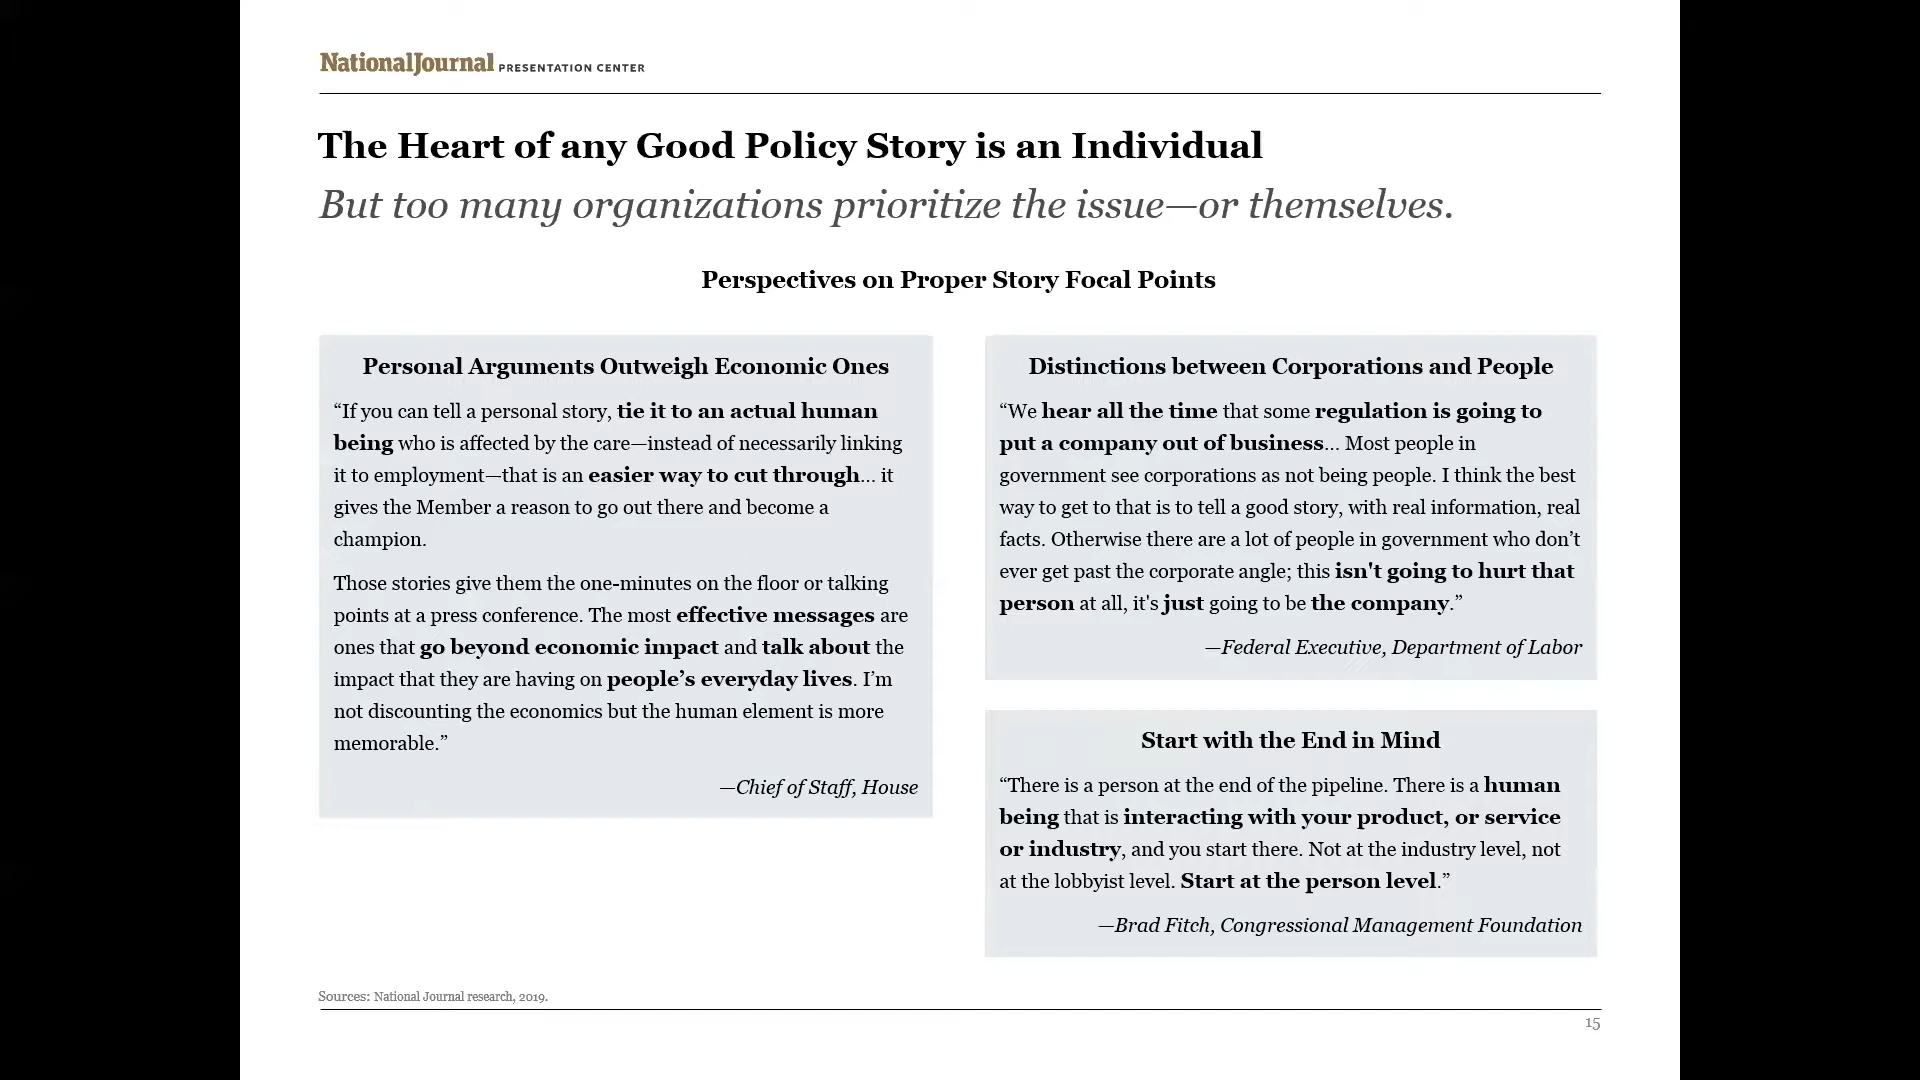 NationalJournal PRESENTATION CENTER
The Heart of any Good Policy Story is an Individual
But too many organizations prioritize the issue—or themselves.
Perspectives on Proper Story Focal Points
Personal Arguments Outweigh Economic Ones
“If you can tell a personal story, tie it to an actual human
being who is affected by the care—instead of necessarily linking
it to employment—that is an easier way to cut through… it
gives the Member a reason to go out there and become a
champion.
Those stories give them the one-minutes on the floor or talking
points at a press conference. The most effective messages are
ones that go beyond economic impact and talk about the
impact that they are having on people’s everyday lives. I’m
not discounting the economics but the human element is more
memorable.”
—Chief of Staff, House
Distinctions between Corporations and People
“We hear all the time that some regulation is going to
put a company out of business… Most people in
government see corporations as not being people. I think the best
way to get to that is to tell a good story, with real information, real
facts. Otherwise there are a lot of people in government who don’t
ever get past the corporate angle; this isn't going to hurt that
person at all, it's just going to be the company.”
—Federal Executive, Department of Labor
Start with the End in Mind
“There is a person at the end of the pipeline. There is a human
being that is interacting with your product, or service
or industry, and you start there. Not at the industry level, not
at the lobbyist level. Start at the person level.”
—Brad Fitch, Congressional Management Foundation
Sources: National Journal research, 2019.
15